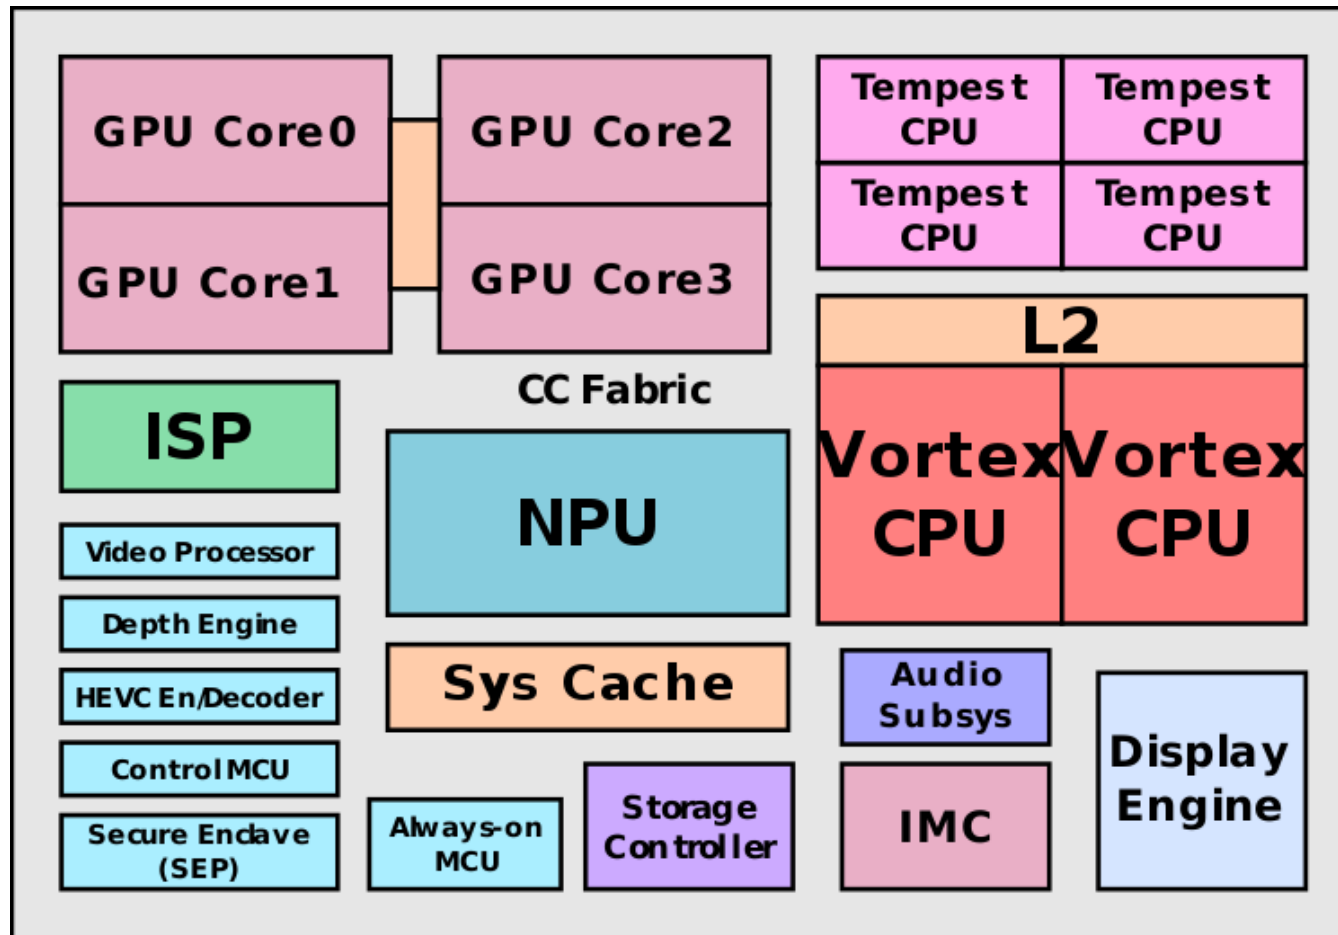 GPU Core0
GPU Core2
Tempest
CPU
Tempest
CPU
Tempest
CPU
Tempest
CPU
GPU Core1
GPU Core3
L2
CC Fabric
ISP
NPU
Vortex
CPU
Vortex
CPU
Video Processor
Depth Engine
HEVC En/Decoder
Control MCU
Secure Enclave
(SEP)
Sys Cache
Always-on
MCU
Storage
Controller
Audio
Subsys
IMC
Display
Engine